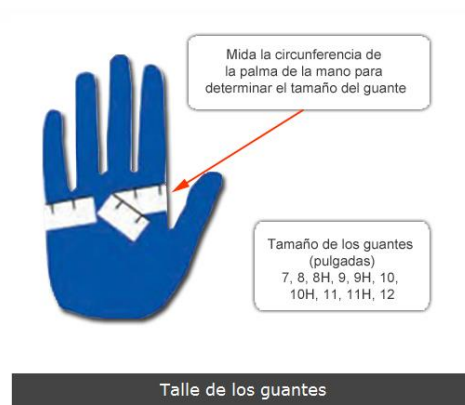 Mida la circunferencia de
la palma de la mano para
determinar el tamaño del guante
Tamaño de los guantes
(pulgadas)
7, 8, 8H, 9, 9H, 10,
10H, 11, 11H, 12
Talle de los guantes